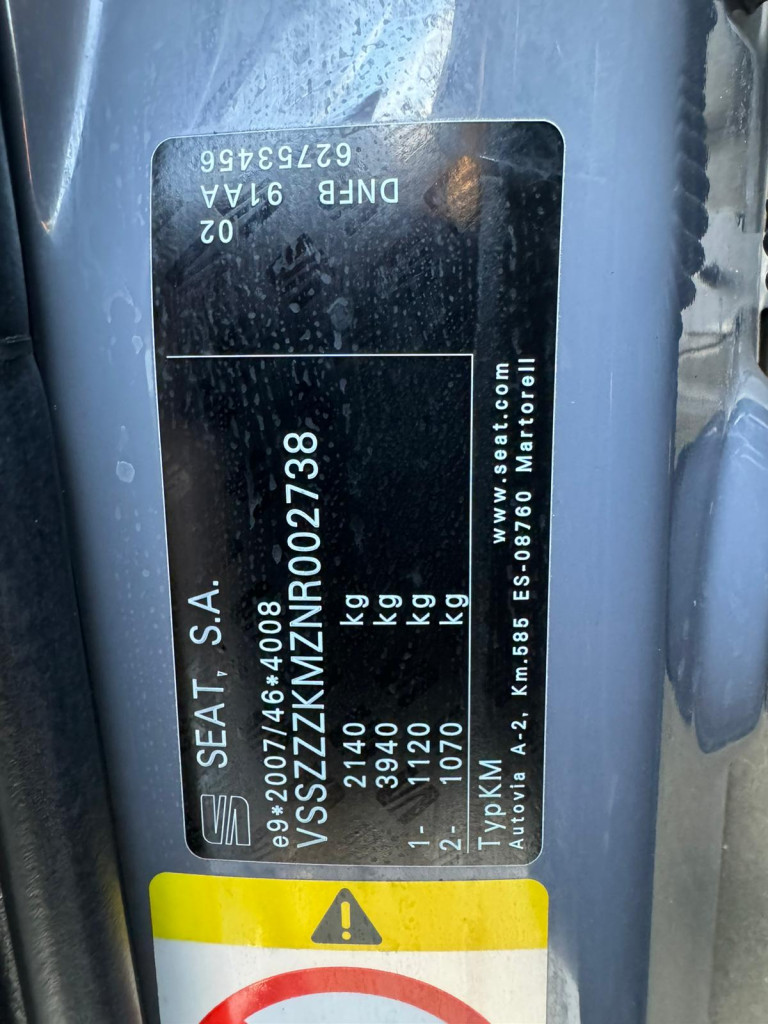 SEAT, S.A.
e9*2007/46*4008
VSSZZZKMZNR002738
2140 kg
3940 kg
1- 1120 kg
2- 1070 kg
TypKM www.seat.com
Autovia A-2, Km.585 ES-08760 Martorell
62753456
DNFB 91AA
02